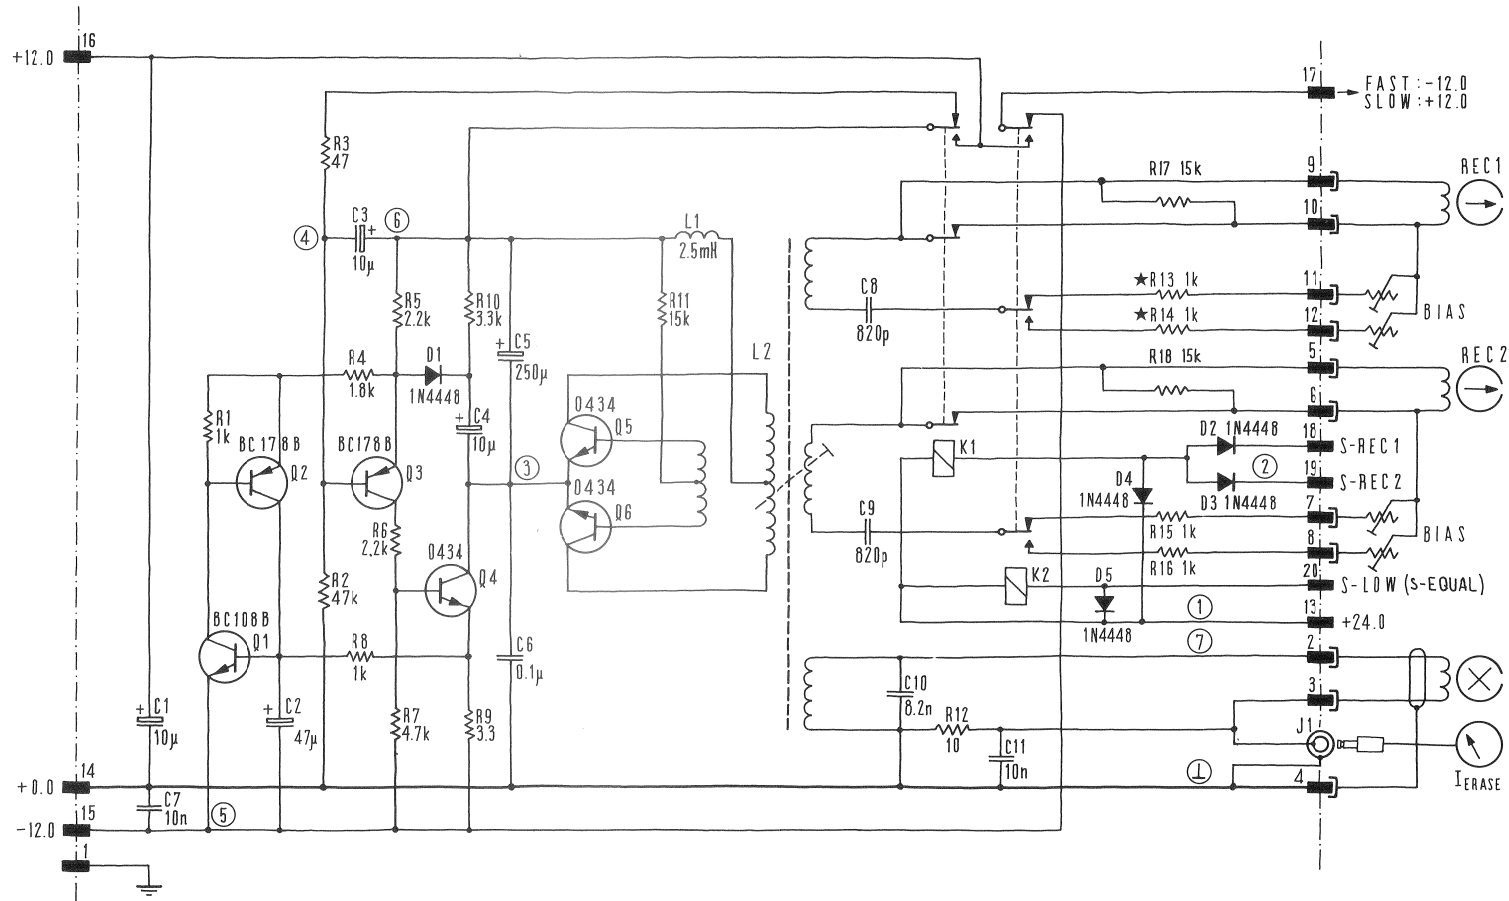 16
+12.0
17
FAST:-12.0
SLOW:+12.0
R3
47
9
REC1
R17 15k
10
C3
+
10µ
6
4
L1
2.5mH
11
★R13 1k
12
★R14 1k
BIAS
C8
820p
R5
2.2k
R10
3.3k
R11
15k
+
C5
250µ
L2
R4
1.8k
D1
1N4448
R18 15k
5
REC2
6
R1
1k
+
C4
10µ
0434
Q5
BC178B
Q2
BC178B
Q3
3
0434
Q6
K1
D2 1N4448
18
S-REC1
2
19
S-REC2
D4
1N4448
D3 1N4448
7
C9
820p
R15 1k
8
BIAS
R16 1k
R6
2.2k
0434
Q4
R2
47k
K2
D5
1N4448
20
S-LOW (S-EQUAL)
1
13
+24.0
7
2
BC108B
Q1
R8
1k
C6
0.1µ
C10
8.2n
3
R12
10
J1
+
C1
10µ
+
C2
47µ
R7
4.7k
R9
3.3
C11
10n
14
+0.0
⊥
4
IERASE
C7
10n
15
-12.0
5
1